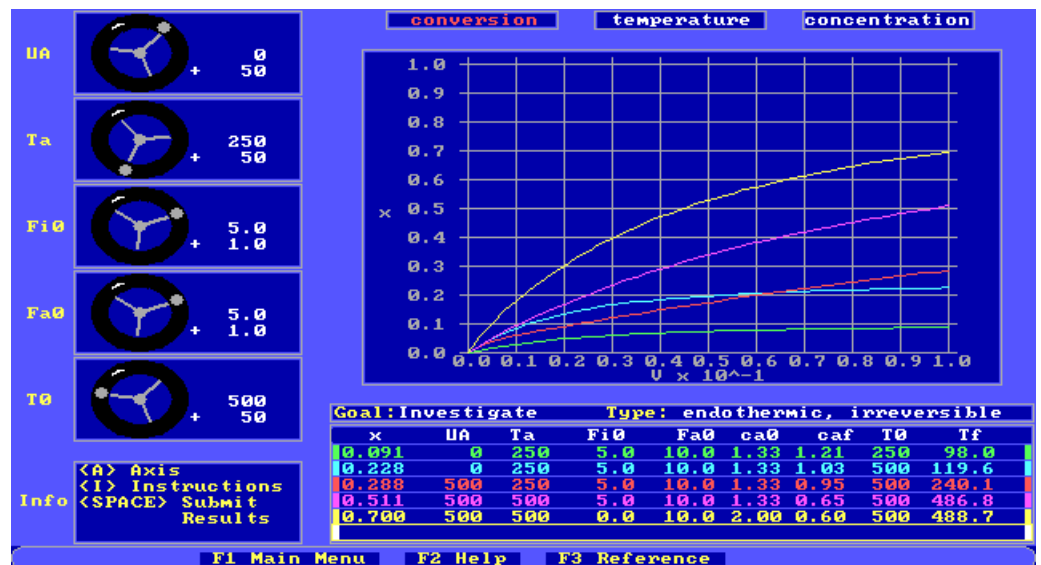 conversion temperature concentration
UA 0
+ 50
Ta 250
+ 50
Fi0 5.0
+ 1.0
Fa0 5.0
+ 1.0
T0 500
+ 50
1.0
0.9
0.8
0.7
0.6
x 0.5
0.4
0.3
0.2
0.1
0.0
0.0 0.1 0.2 0.3 0.4 0.5 0.6 0.7 0.8 0.9 1.0
V x 10^-1
Goal:Investigate Type: endothermic, irreversible
x UA Ta Fi0 Fa0 ca0 caf T0 Tf
0.091 0 250 5.0 10.0 1.33 1.21 250 98.0
0.228 0 250 5.0 10.0 1.33 1.03 500 119.6
0.288 500 250 5.0 10.0 1.33 0.95 500 240.1
0.511 500 500 5.0 10.0 1.33 0.65 500 486.8
0.700 500 500 0.0 10.0 2.00 0.60 500 488.7
Info
<A> Axis
<I> Instructions
<SPACE> Submit
Results
F1 Main Menu F2 Help F3 Reference